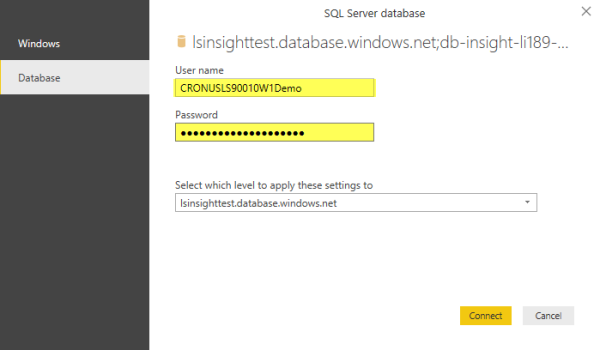 SQL Server database
Windows
Database
lsinsighttest.database.windows.net;db-insight-li189-...
User name
CRONUSLS90010W1Demo
Password
●●●●●●●●●●●●●●●●●●●●
Select which level to apply these settings to
lsinsighttest.database.windows.net
Connect
Cancel